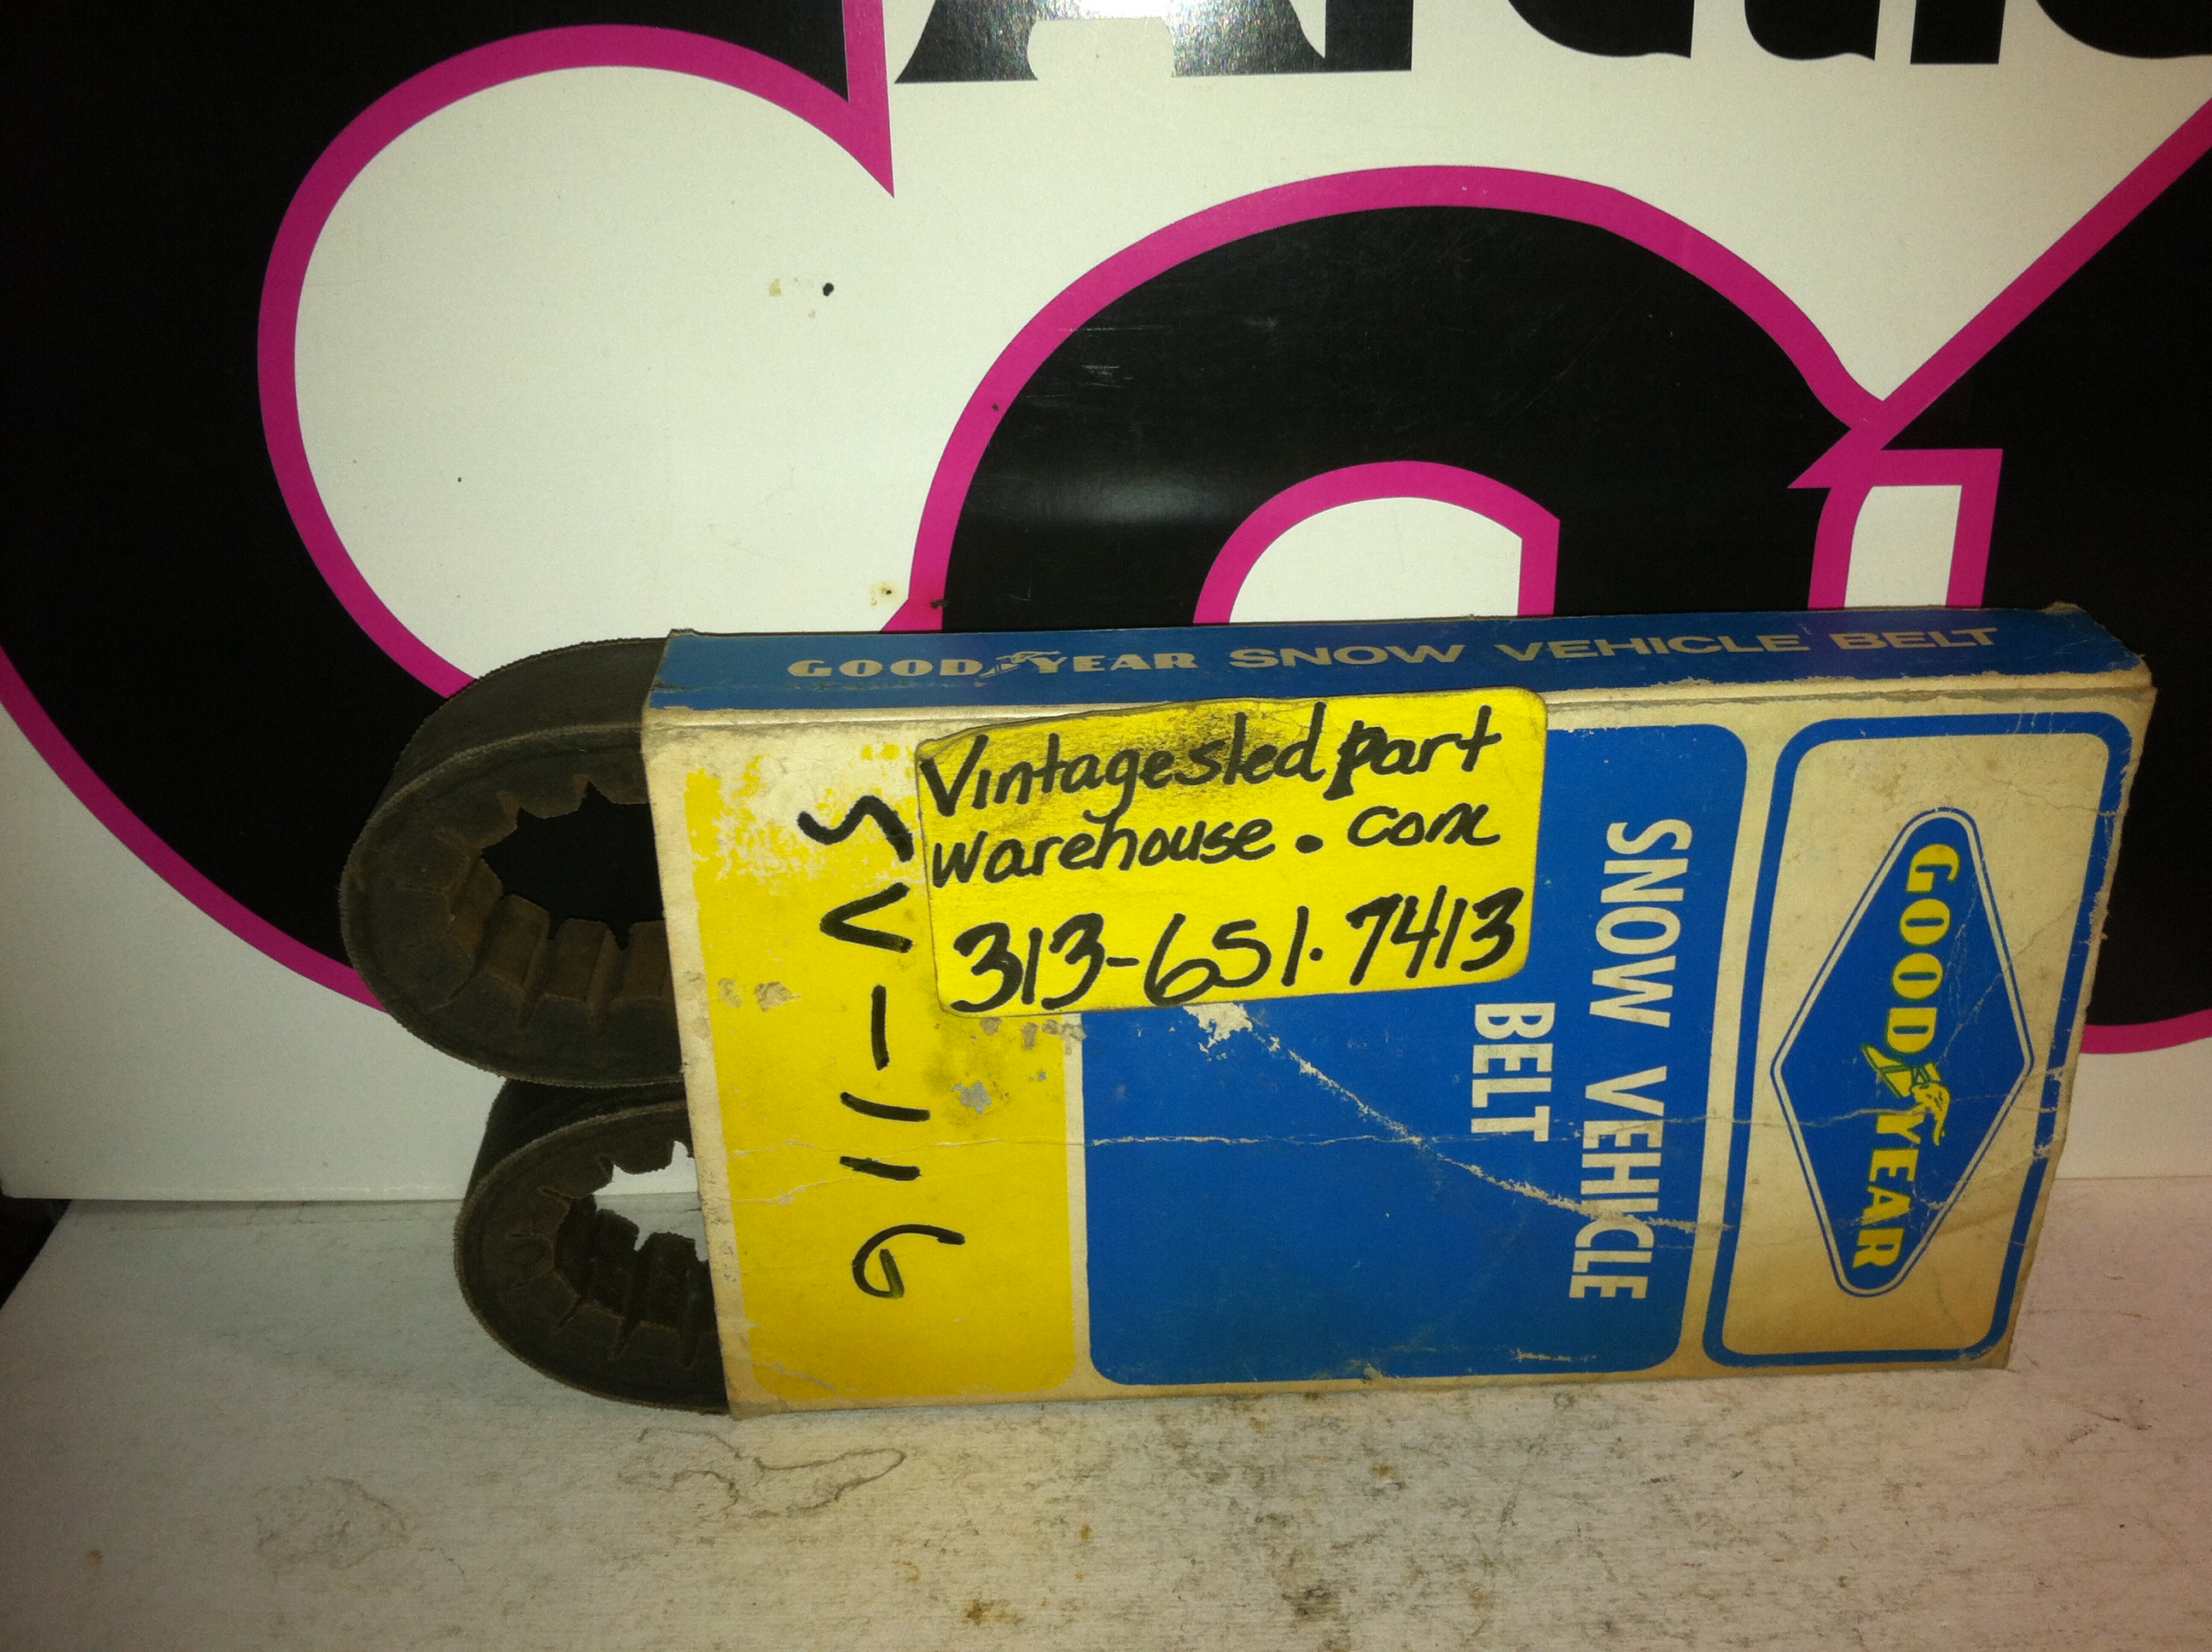 GOODYEAR SNOW VEHICLE BELT
Vintagesled part
warehouse.com
313-651.7413
SV-116
SNOW VEHICLE
BELT
GOODYEAR